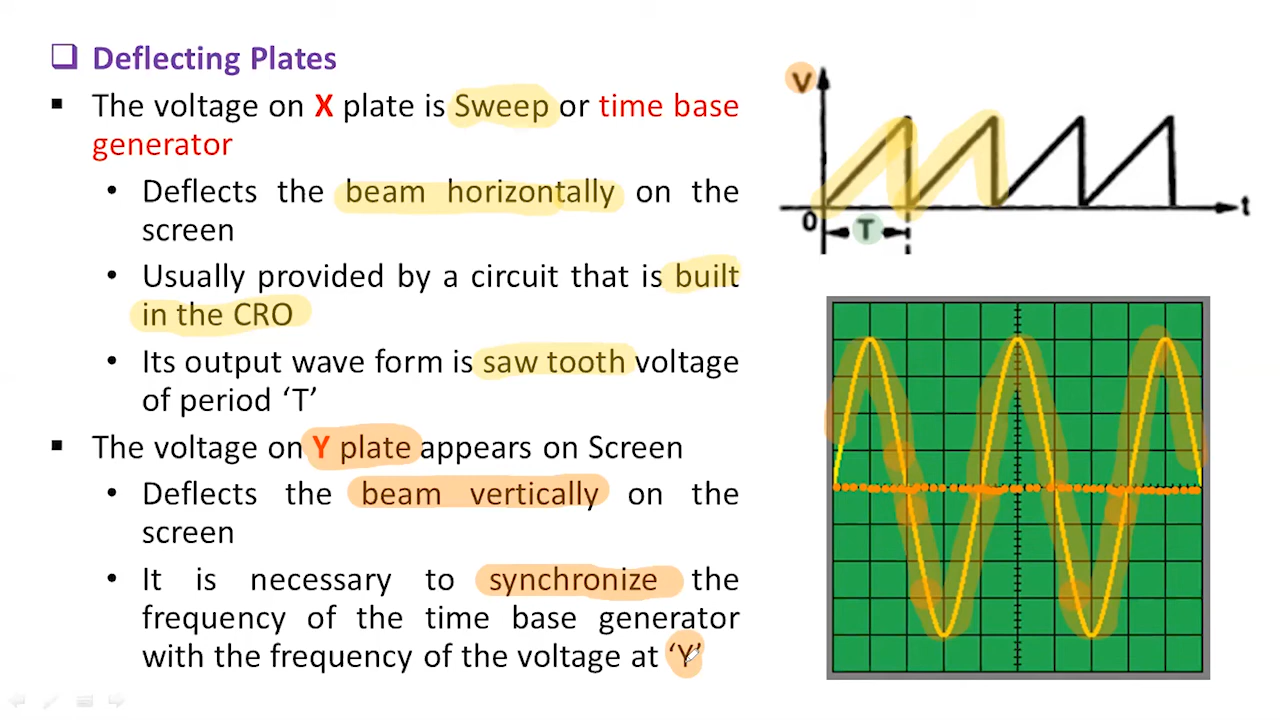 Deflecting Plates
The voltage on X plate is Sweep or time base
generator
Deflects the beam horizontally on the
screen
Usually provided by a circuit that is built
in the CRO
Its output wave form is saw tooth voltage
of period ‘T’
The voltage on Y plate appears on Screen
Deflects the beam vertically on the
screen
It is necessary to synchronize the
frequency of the time base generator
with the frequency of the voltage at ‘Y’
V
0
T
t